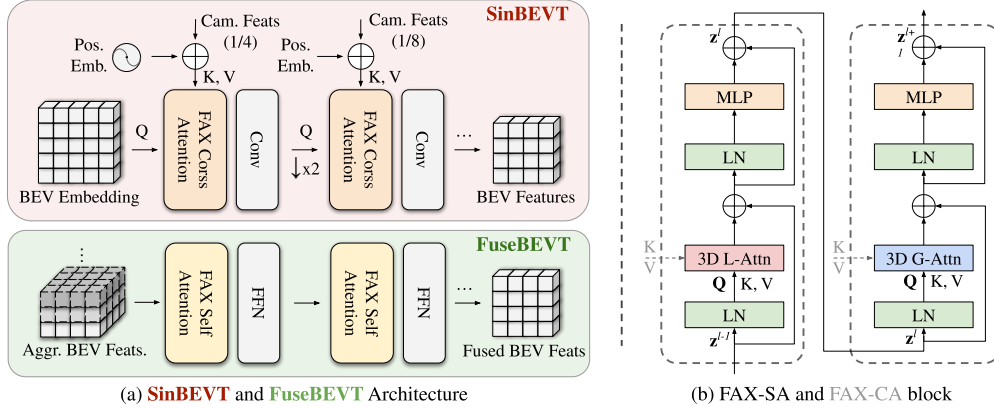 SinBEVT
Cam. Feats
(1/4)
Pos.
Emb.
K, V
Cam. Feats
(1/8)
Pos.
Emb.
K, V
Q
FAX Corss
Attention
Conv
Q
x2
FAX Corss
Attention
Conv
...
BEV Embedding
BEV Features
FuseBEVT
...
FAX Self
Attention
FFN
FAX Self
Attention
FFN
...
Aggr. BEV Feats.
Fused BEV Feats
(a) SinBEVT and FuseBEVT Architecture
z^l
MLP
LN
K
V
3D L-Attn
Q K, V
LN
z^{l-1}
z^{l+1}
MLP
LN
K
V
3D G-Attn
Q K, V
LN
z^l
(b) FAX-SA and FAX-CA block